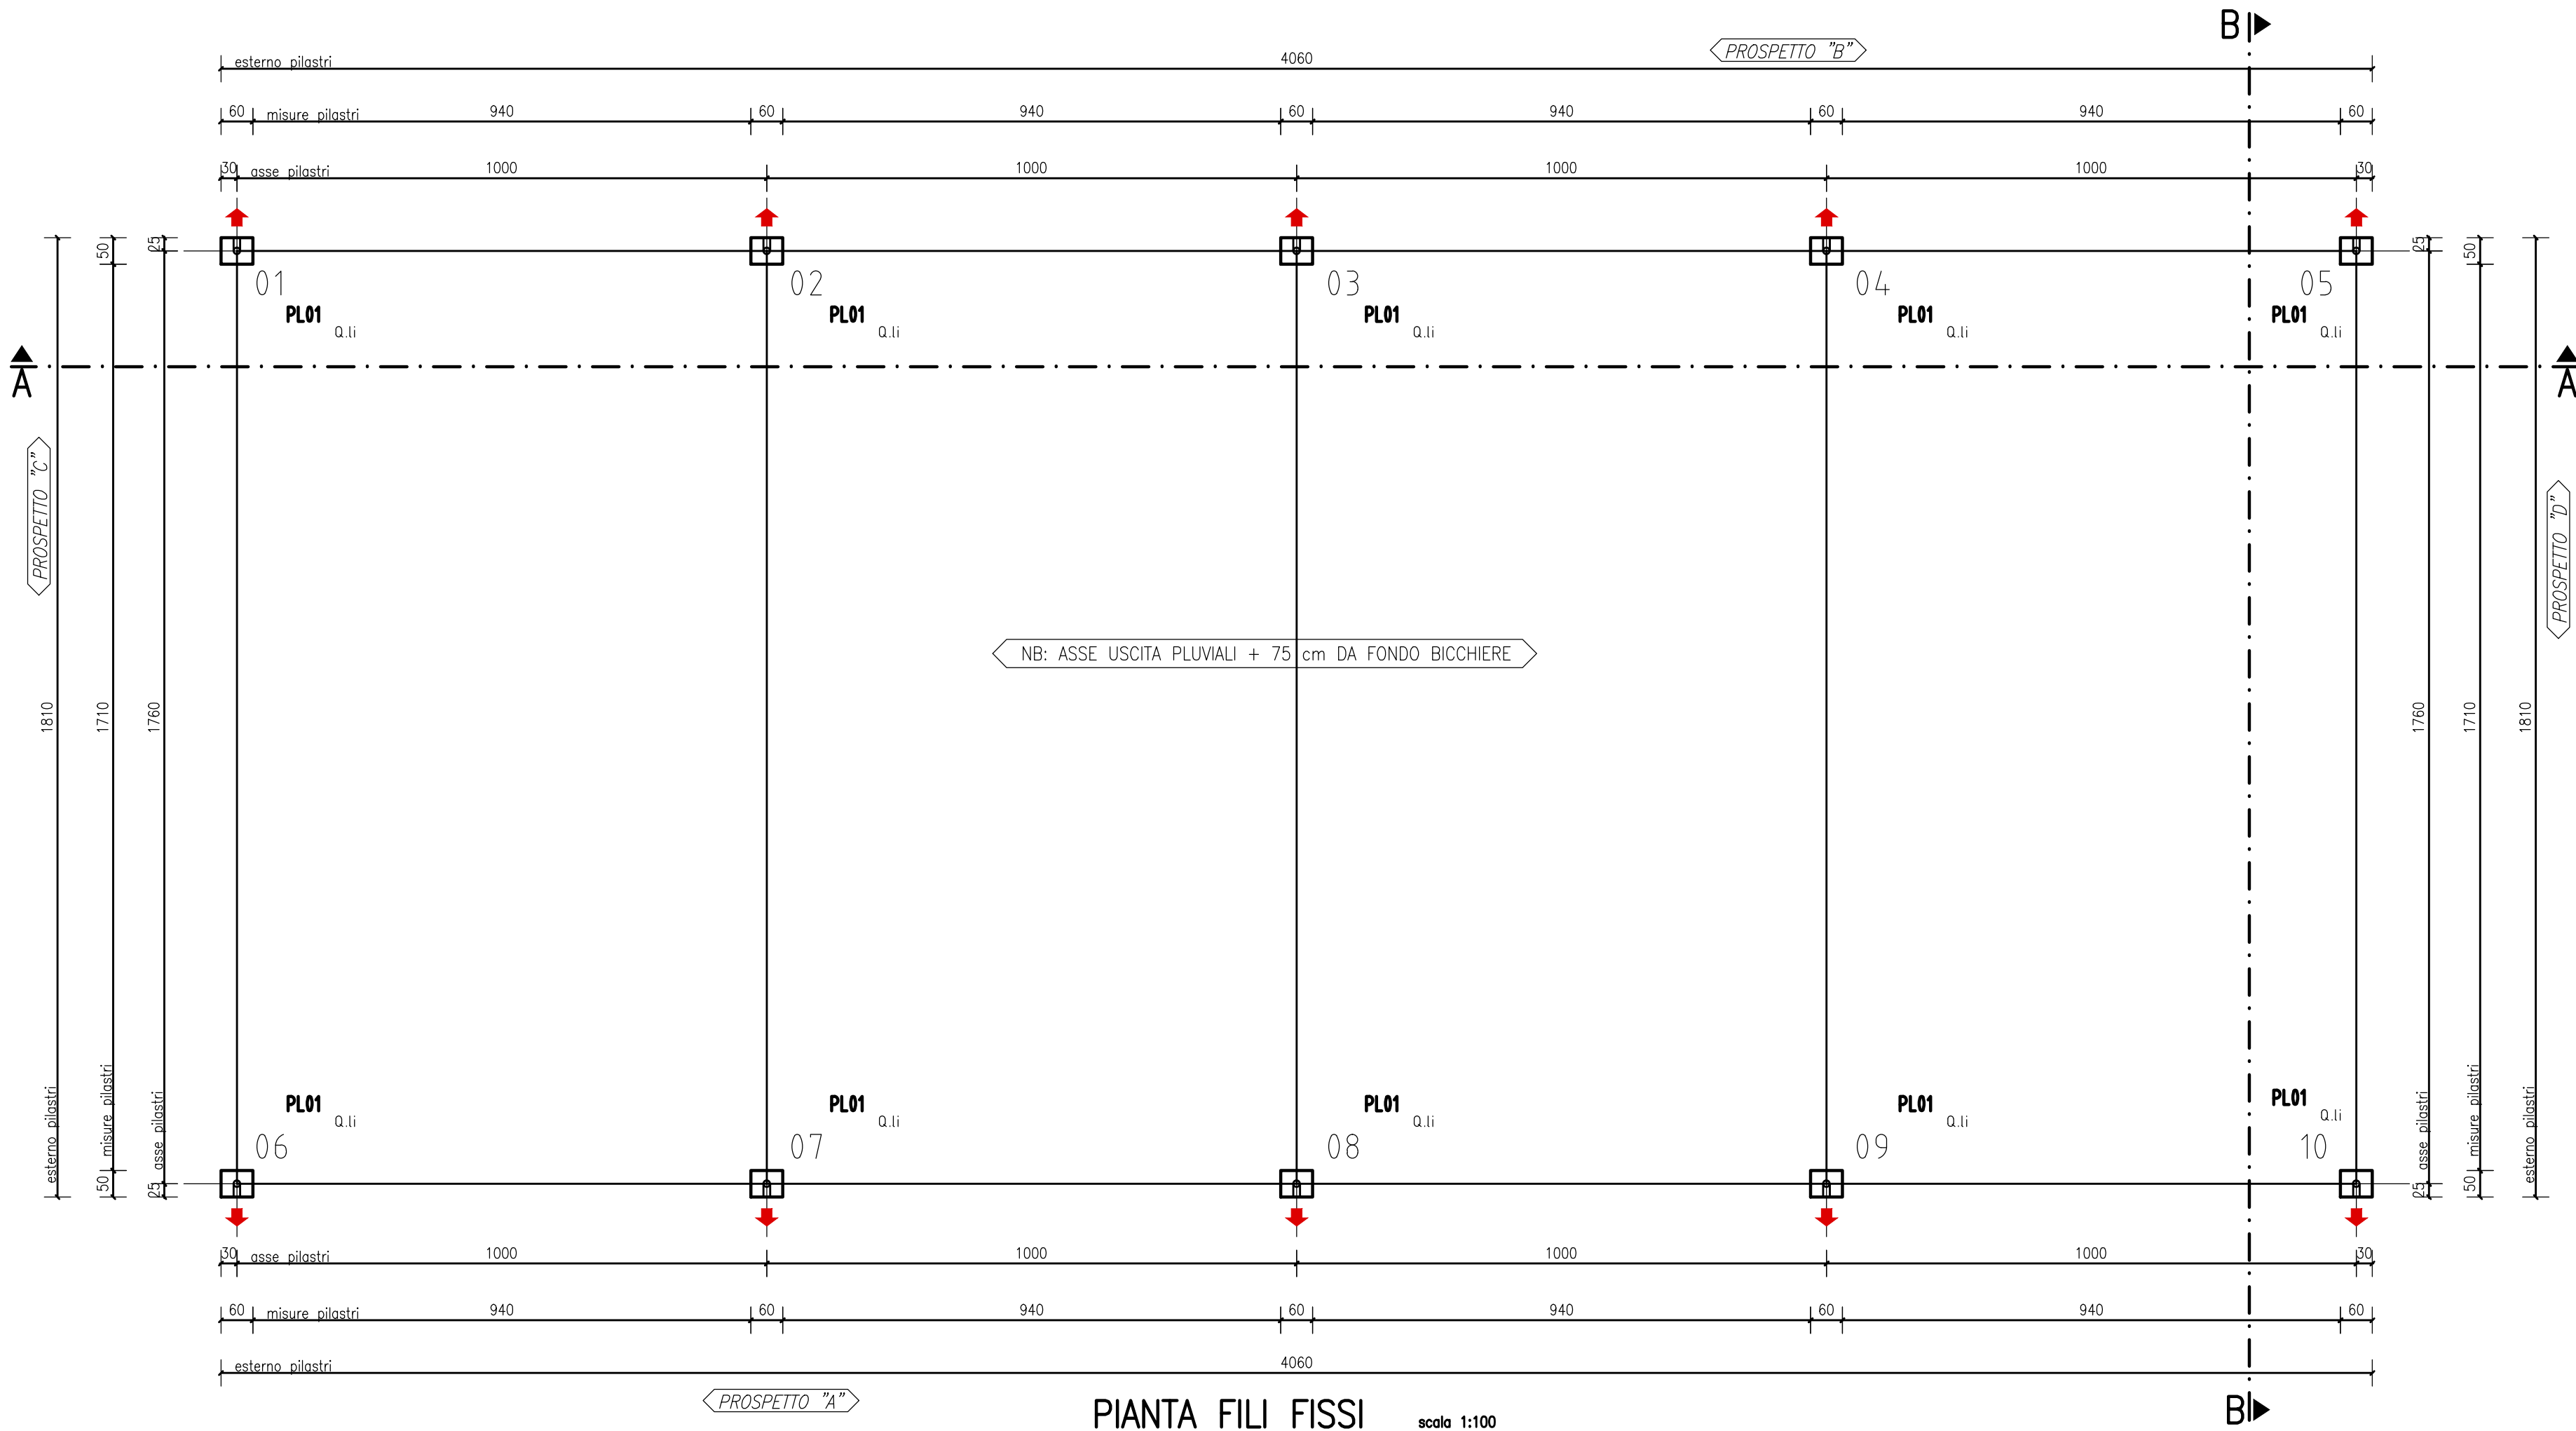 B
PROSPETTO "B"
esterno pilastri 4060
60 misure pilastri 940 60 940 60 940 60 940 60
30 asse pilastri 1000 1000 1000 1000 30
25 50 25 50
01 02 03 04 05
PL01 PL01 PL01 PL01 PL01
Q.li Q.li Q.li Q.li Q.li
A A
PROSPETTO "C"
PROSPETTO "D"
NB: ASSE USCITA PLUVIALI + 75 cm DA FONDO BICCHIERE
1810 1710 1760 1760 1710 1810
esterno pilastri misure pilastri asse pilastri asse pilastri misure pilastri esterno pilastri
PL01 PL01 PL01 PL01 PL01
Q.li Q.li Q.li Q.li Q.li
06 07 08 09 10
50 25 25 50
30 asse pilastri 1000 1000 1000 1000 30
60 misure pilastri 940 60 940 60 940 60 940 60
esterno pilastri 4060
PROSPETTO "A"
PIANTA FILI FISSI scala 1:100
B